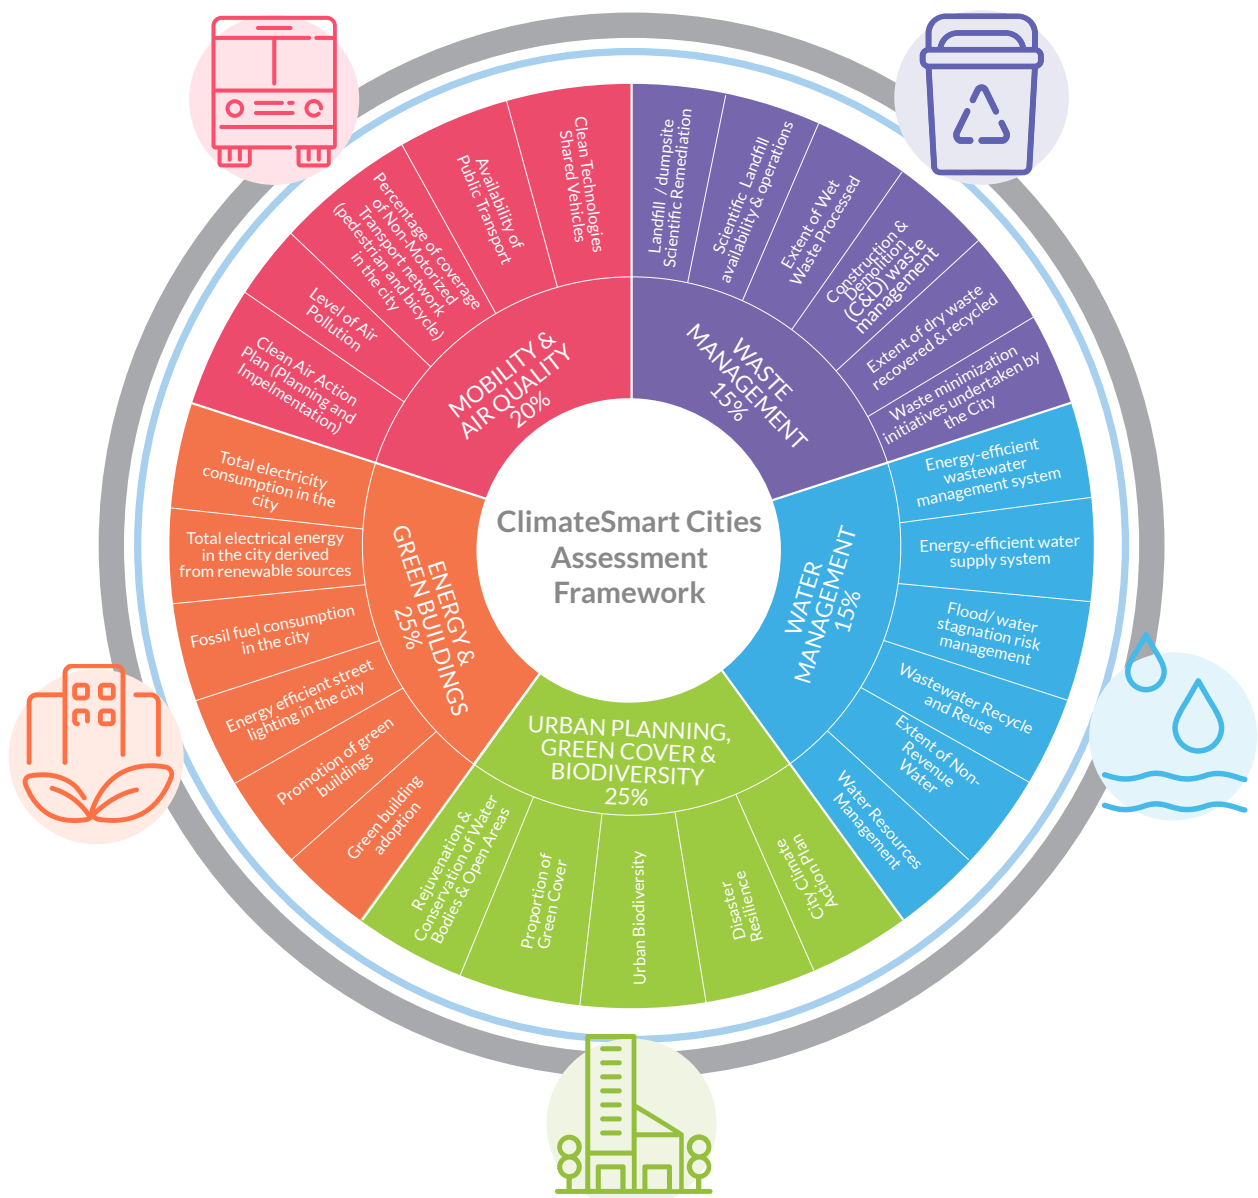 ClimateSmart Cities
Assessment
Framework
WASTE
MANAGEMENT
15%
Landfill / dumpsite
Scientific Remediation
Scientific Landfill
availability & operations
Extent of Wet
Waste Processed
Construction &
Demolition
(C&D) waste
management
Extent of dry waste
recovered & recycled
Waste minimization
initiatives undertaken by
the City
WATER
MANAGEMENT
15%
Energy-efficient
wastewater
management system
Energy-efficient water
supply system
Flood/ water
stagnation risk
management
Wastewater Recycle
and Reuse
Extent of Non-
Revenue
Water
Water Resources
Management
URBAN PLANNING,
GREEN COVER &
BIODIVERSITY
25%
City Climate
Action Plan
Disaster
Resilience
Urban Biodiversity
Proportion of
Green Cover
Rejuvenation &
Conservation of Water
Bodies & Open Areas
ENERGY &
GREEN BUILDINGS
25%
Green building
adoption
Promotion of green
buildings
Energy efficient street
lighting in the city
Fossil fuel consumption
in the city
Total electrical energy
in the city derived
from renewable sources
Total electricity
consumption in the
city
MOBILITY &
AIR QUALITY
20%
Clean Air Action
Plan (Planning and
Impelmentation)
Level of Air
Pollution
Percentage of coverage
of Non-Motorized
Transport network
(pedestrian and bicycle)
in the city
Availability of
Public Transport
Clean Technologies
Shared Vehicles